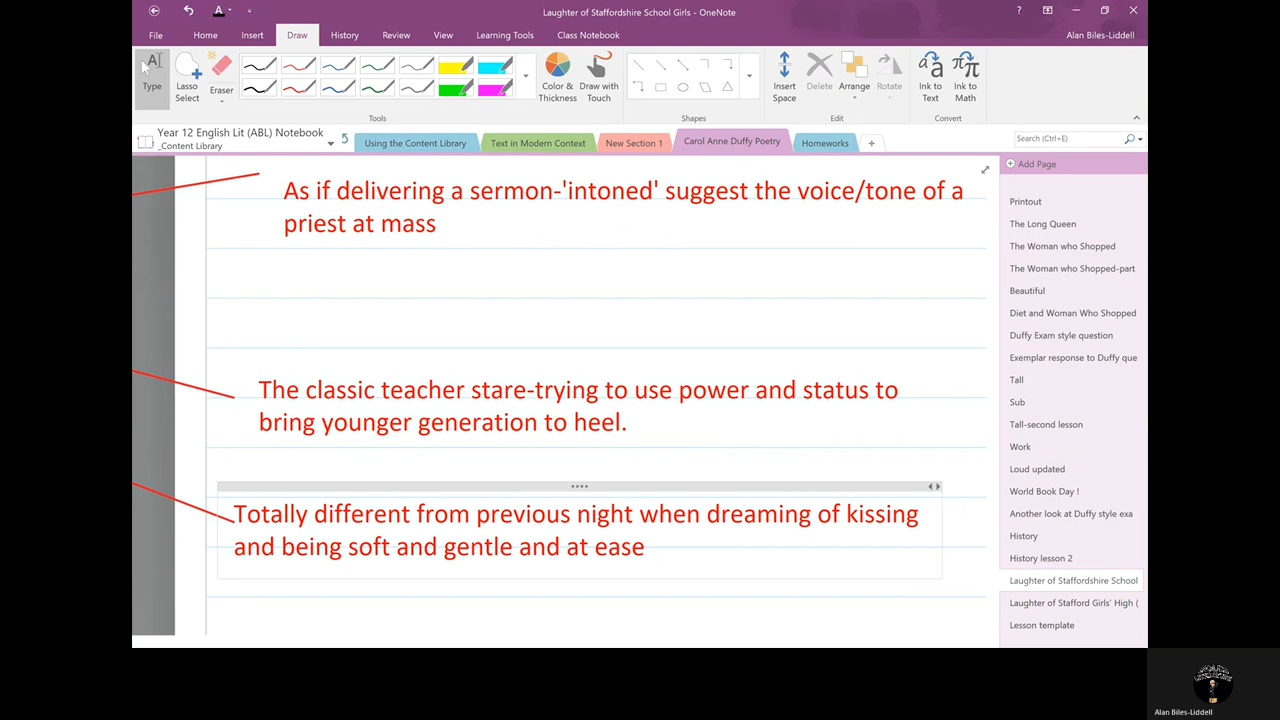 Laughter of Staffordshire School Girls - OneNote
?
File
Home
Insert
Draw
History
Review
View
Learning Tools
Class Notebook
Alan Biles-Liddell
Type
Lasso
Select
Eraser
Color &
Thickness
Draw with
Touch
Insert
Space
Delete
Arrange
Rotate
Ink to
Text
Ink to
Math
Tools
Shapes
Edit
Convert
Year 12 English Lit (ABL) Notebook
_Content Library
Using the Content Library
Text in Modern Context
New Section 1
Carol Anne Duffy Poetry
Homeworks
+
Search (Ctrl+E)
As if delivering a sermon-'intoned' suggest the voice/tone of a
priest at mass
The classic teacher stare-trying to use power and status to
bring younger generation to heel.
Totally different from previous night when dreaming of kissing
and being soft and gentle and at ease
Add Page
Printout
The Long Queen
The Woman who Shopped
The Woman who Shopped-part
Beautiful
Diet and Woman Who Shopped
Duffy Exam style question
Exemplar response to Duffy que
Tall
Sub
Tall-second lesson
Work
Loud updated
World Book Day !
Another look at Duffy style exa
History
History lesson 2
Laughter of Staffordshire School
Laughter of Stafford Girls' High (
Lesson template
Alan Biles-Liddell